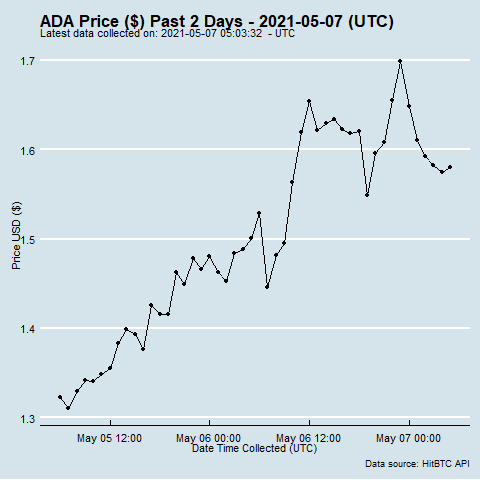 ADA Price ($) Past 2 Days - 2021-05-07 (UTC)
Latest data collected on: 2021-05-07 05:03:32 - UTC
1.7
1.6
1.5
1.4
1.3
Price USD ($)
May 05 12:00
May 06 00:00
May 06 12:00
May 07 00:00
Date Time Collected (UTC)
Data source: HitBTC API